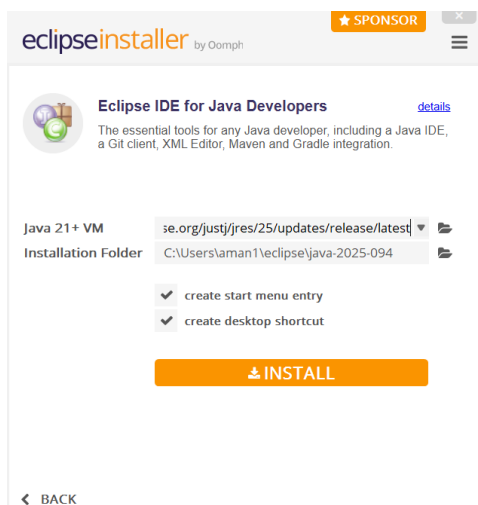 ★ SPONSOR
eclipseinstaller by Oomph
Eclipse IDE for Java Developers details
The essential tools for any Java developer, including a Java IDE,
a Git client, XML Editor, Maven and Gradle integration.
Java 21+ VM se.org/justj/jres/25/updates/release/latest
Installation Folder C:\Users\aman1\eclipse\java-2025-094
create start menu entry
create desktop shortcut
INSTALL
BACK